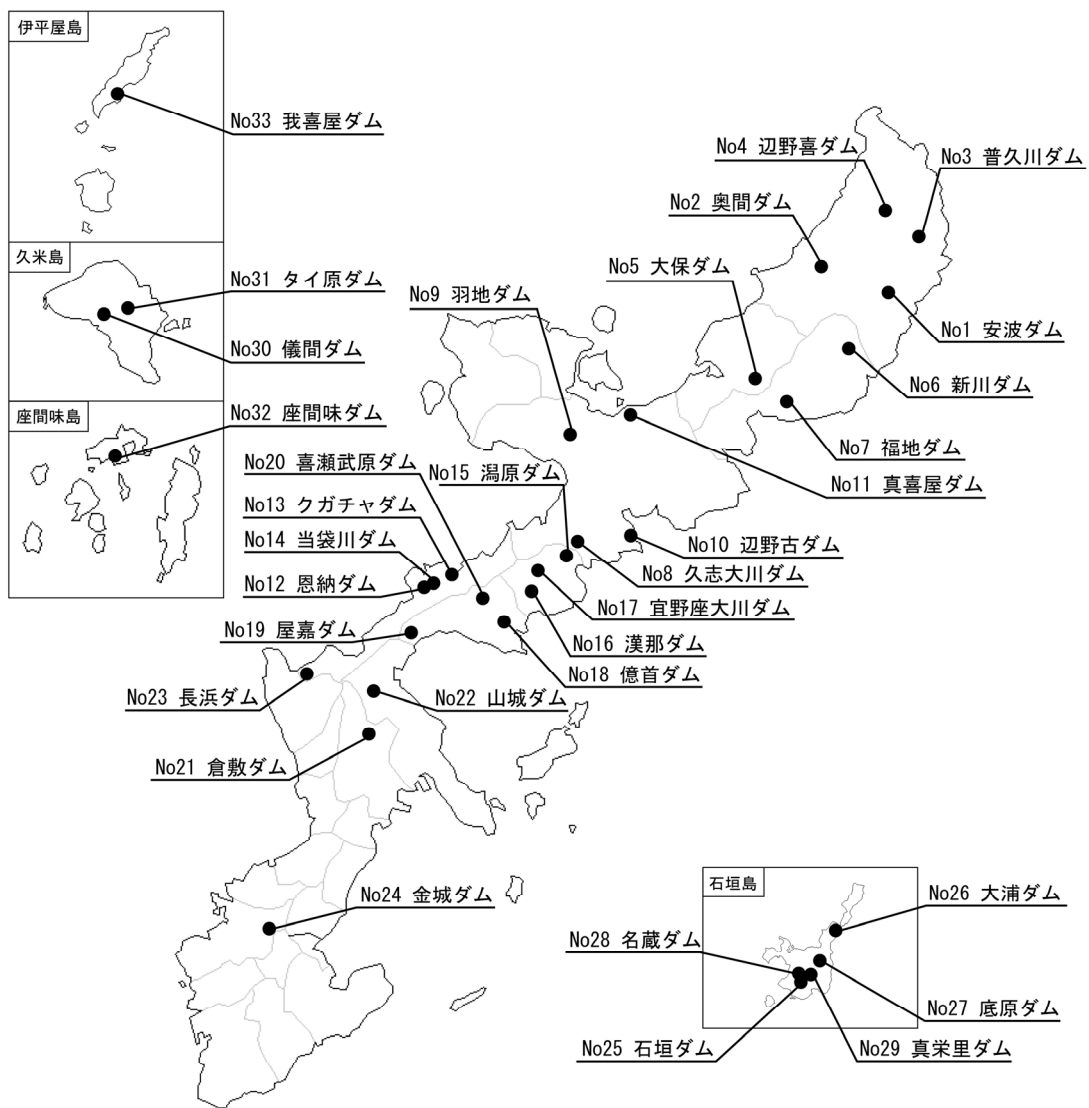 伊平屋島
No33 我喜屋ダム
No4 辺野喜ダム
No3 普久川ダム
No2 奥間ダム
久米島
No5 大保ダム
No31 タイ原ダム
No9 羽地ダム
No1 安波ダム
No30 儀間ダム
No6 新川ダム
座間味島
No32 座間味ダム
No7 福地ダム
No20 喜瀬武原ダム
No15 潟原ダム
No11 真喜屋ダム
No13 クガチャダム
No14 当袋川ダム
No10 辺野古ダム
No8 久志大川ダム
No12 恩納ダム
No17 宜野座大川ダム
No19 屋嘉ダム
No16 漢那ダム
No18 億首ダム
No23 長浜ダム
No22 山城ダム
No21 倉敷ダム
石垣島
No24 金城ダム
No26 大浦ダム
No28 名蔵ダム
No27 底原ダム
No25 石垣ダム
No29 真栄里ダム